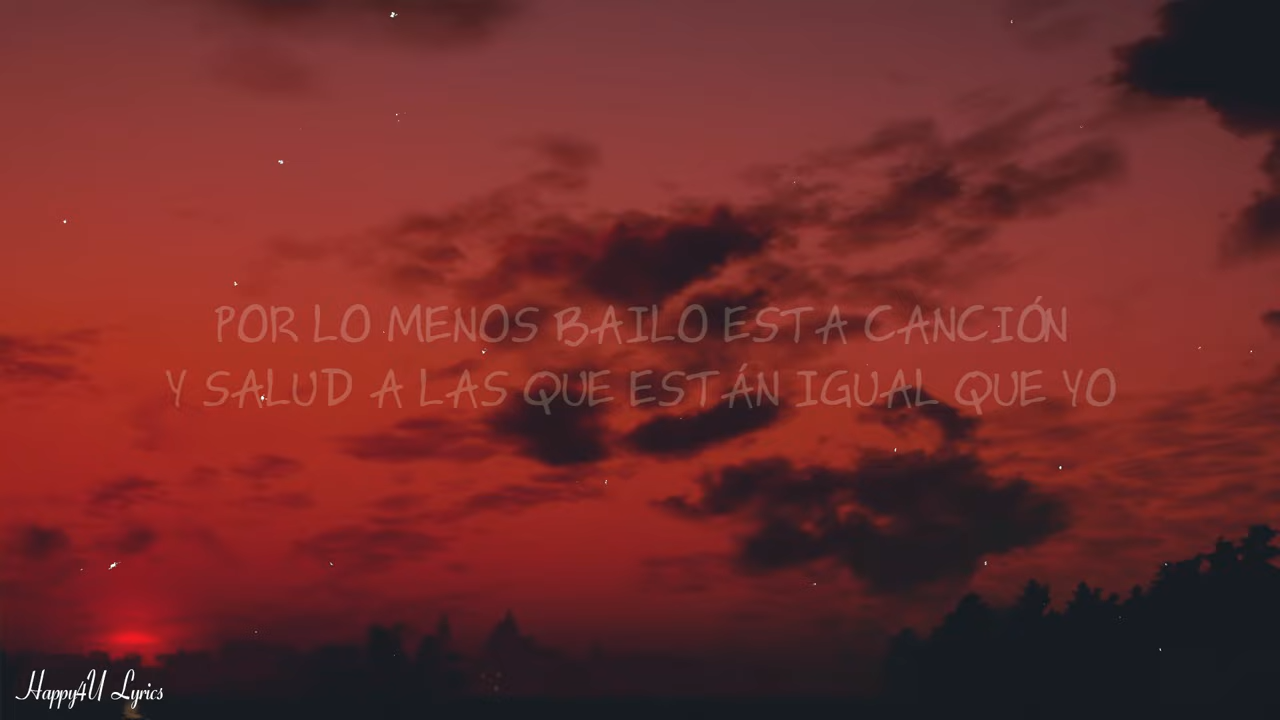 POR LO MENOS BAILO ESTA CANCIÓN
Y SALUD A LAS QUE ESTÁN IGUAL QUE YO
Happy4U Lyrics